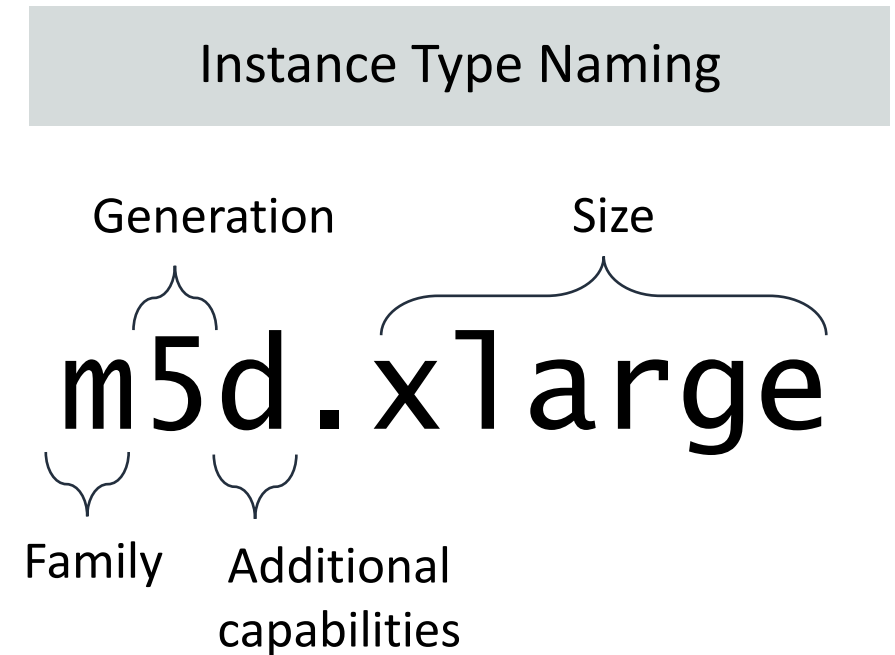 Instance Type Naming
Generation
Size
m5d.xlarge
Family
Additional
capabilities